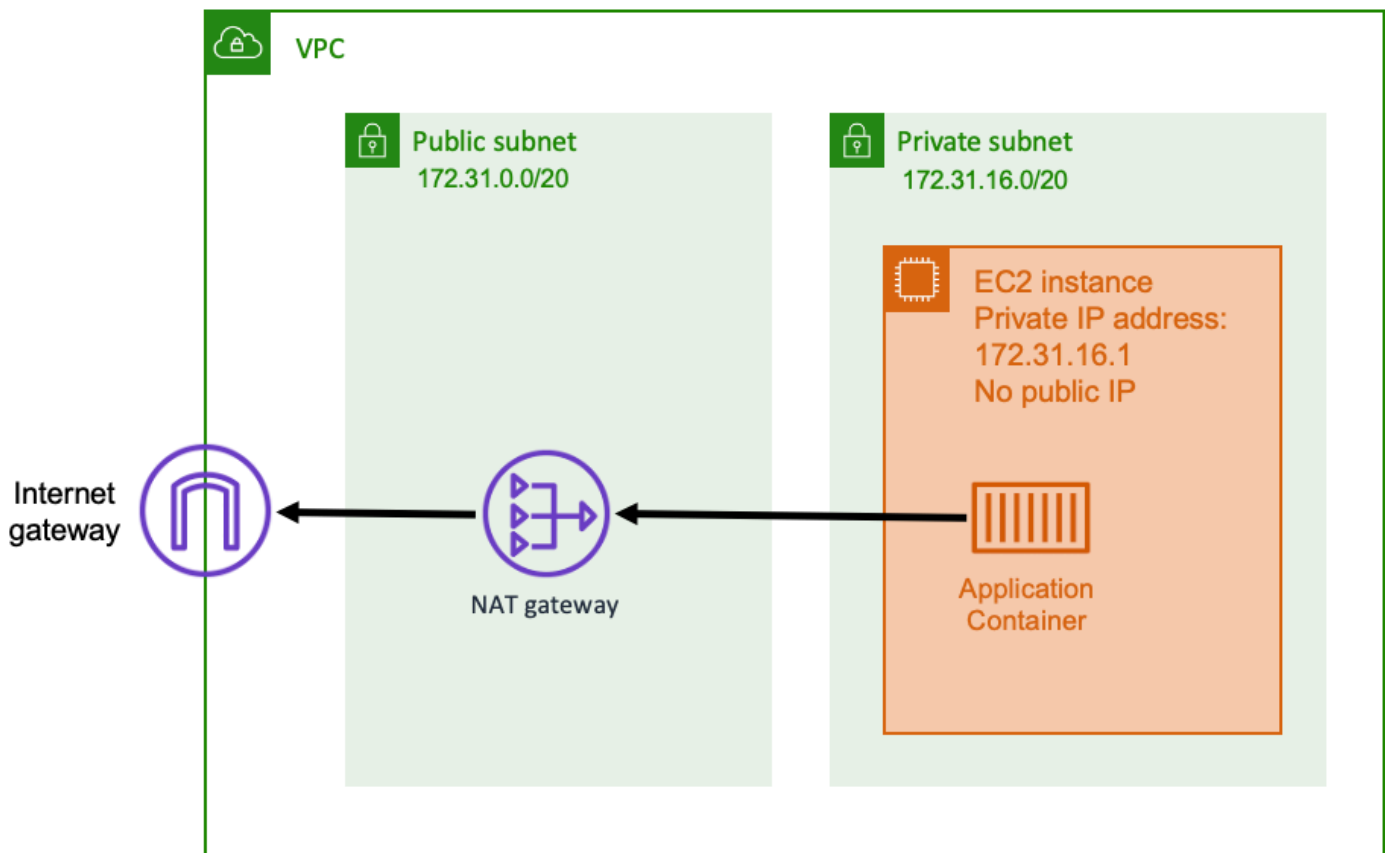 VPC
Public subnet
172.31.0.0/20
Private subnet
172.31.16.0/20
EC2 instance
Private IP address:
172.31.16.1
No public IP
Internet
gateway
NAT gateway
Application
Container